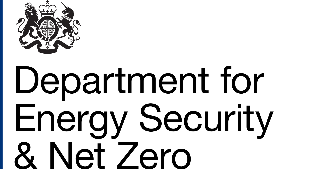 Department for
Energy Security
& Net Zero